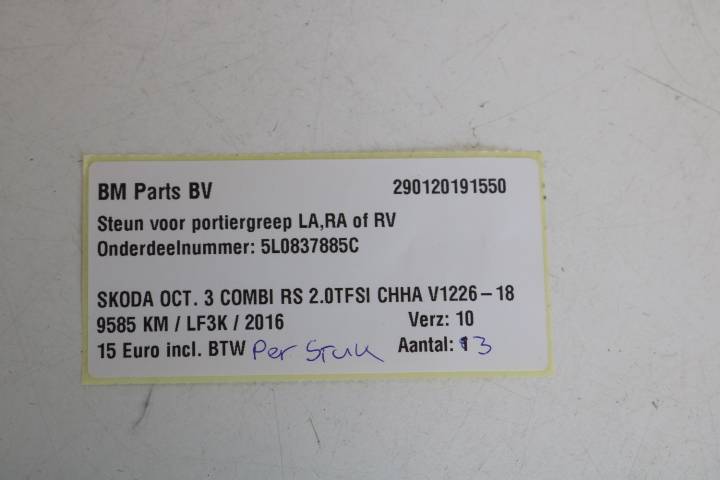 BM Parts BV 290120191550
Steun voor portiergreep LA,RA of RV
Onderdeelnummer: 5L0837885C
SKODA OCT. 3 COMBI RS 2.0TFSI CHHA V1226-18
9585 KM / LF3K / 2016 Verz: 10
15 Euro incl. BTW Per Stuk Aantal: 3